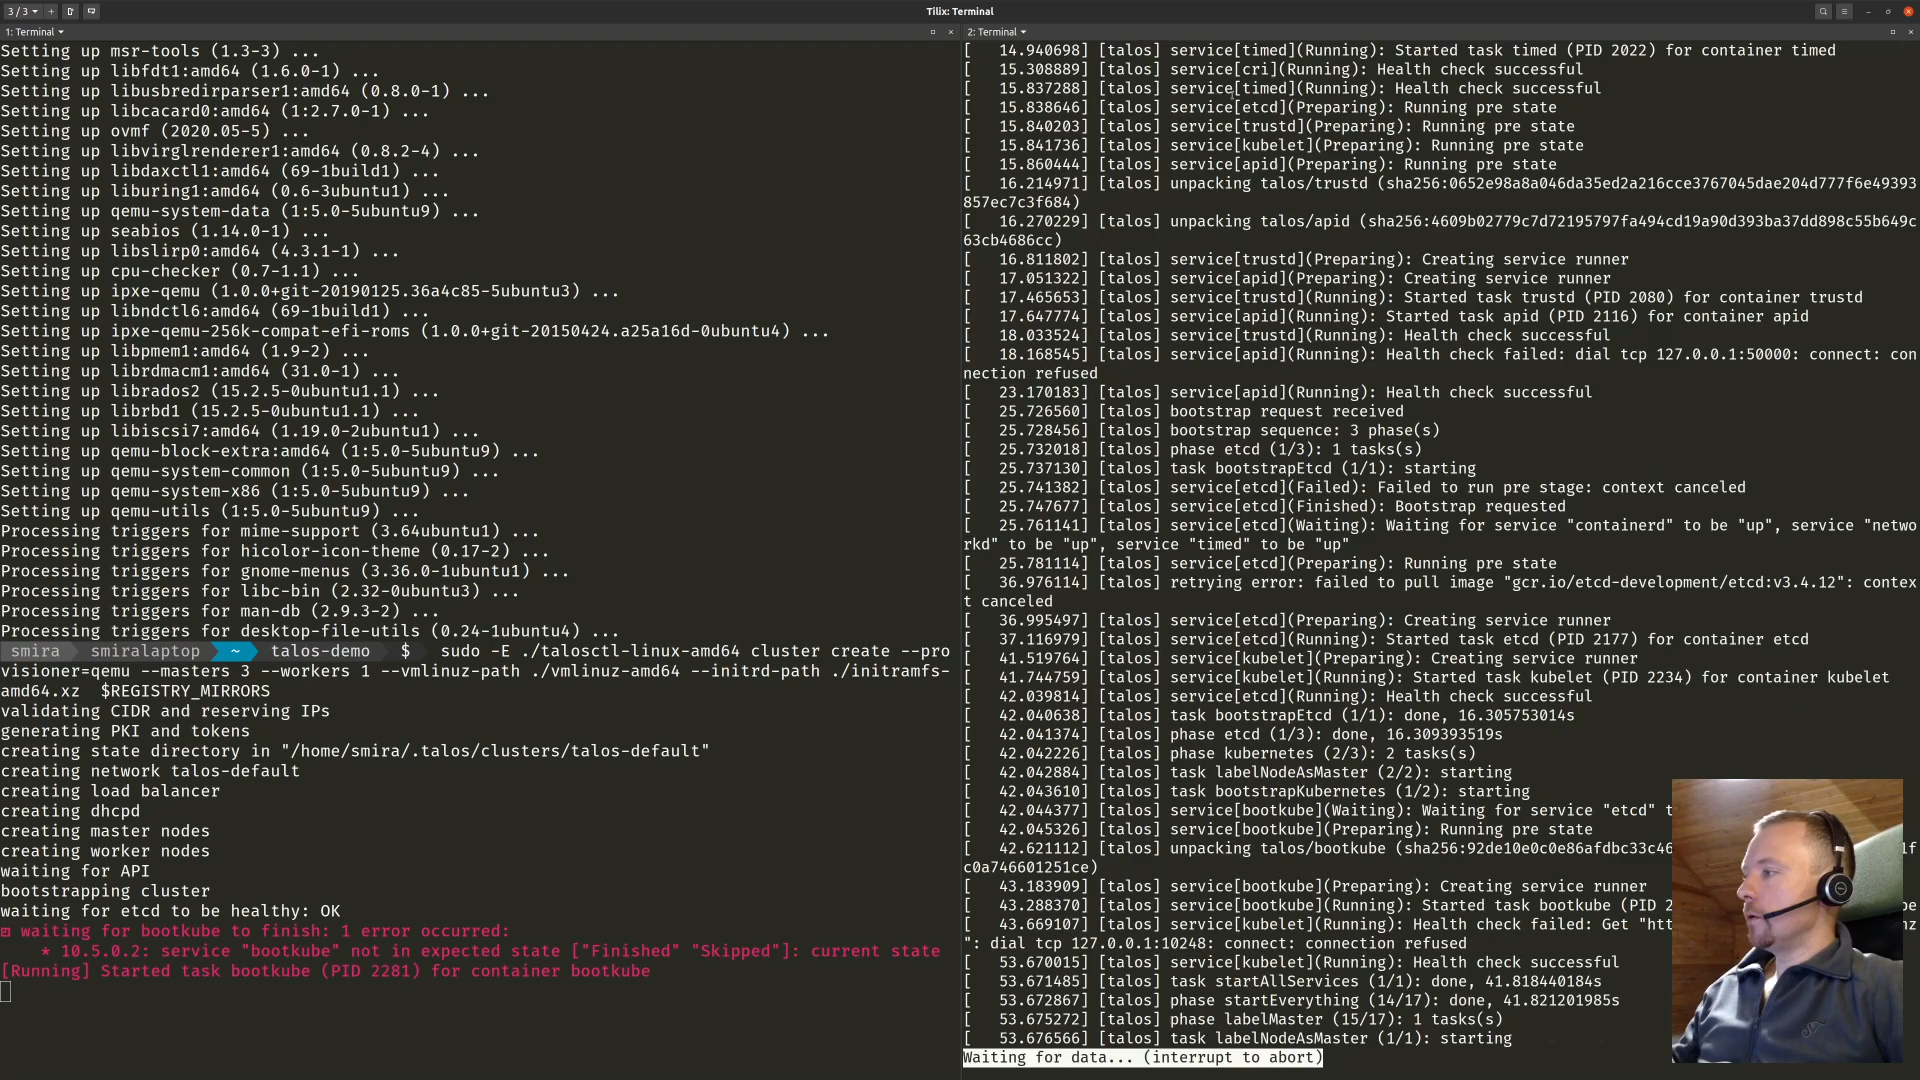 3 / 3
Tilix: Terminal
1: Terminal
Setting up msr-tools (1.3-3) ...
Setting up libfdt1:amd64 (1.6.0-1) ...
Setting up libusbredirparser1:amd64 (0.8.0-1) ...
Setting up libcacard0:amd64 (1:2.7.0-1) ...
Setting up ovmf (2020.05-5) ...
Setting up libvirglrenderer1:amd64 (0.8.2-4) ...
Setting up libdaxctl1:amd64 (69-1build1) ...
Setting up liburing1:amd64 (0.6-3ubuntu1) ...
Setting up qemu-system-data (1:5.0-5ubuntu9) ...
Setting up seabios (1.14.0-1) ...
Setting up libslirp0:amd64 (4.3.1-1) ...
Setting up cpu-checker (0.7-1.1) ...
Setting up ipxe-qemu (1.0.0+git-20190125.36a4c85-5ubuntu3) ...
Setting up libndctl6:amd64 (69-1build1) ...
Setting up ipxe-qemu-256k-compat-efi-roms (1.0.0+git-20150424.a25a16d-0ubuntu4) ...
Setting up libpmem1:amd64 (1.9-2) ...
Setting up librdmacm1:amd64 (31.0-1) ...
Setting up librados2 (15.2.5-0ubuntu1.1) ...
Setting up librbd1 (15.2.5-0ubuntu1.1) ...
Setting up libiscsi7:amd64 (1.19.0-2ubuntu1) ...
Setting up qemu-block-extra:amd64 (1:5.0-5ubuntu9) ...
Setting up qemu-system-common (1:5.0-5ubuntu9) ...
Setting up qemu-system-x86 (1:5.0-5ubuntu9) ...
Setting up qemu-utils (1:5.0-5ubuntu9) ...
Processing triggers for mime-support (3.64ubuntu1) ...
Processing triggers for hicolor-icon-theme (0.17-2) ...
Processing triggers for gnome-menus (3.36.0-1ubuntu1) ...
Processing triggers for libc-bin (2.32-0ubuntu3) ...
Processing triggers for man-db (2.9.3-2) ...
Processing triggers for desktop-file-utils (0.24-1ubuntu4) ...
smira smiralaptop ~ talos-demo $ sudo -E ./talosctl-linux-amd64 cluster create --pro
visioner=qemu --masters 3 --workers 1 --vmlinuz-path ./vmlinuz-amd64 --initrd-path ./initramfs-
amd64.xz $REGISTRY_MIRRORS
validating CIDR and reserving IPs
generating PKI and tokens
creating state directory in "/home/smira/.talos/clusters/talos-default"
creating network talos-default
creating load balancer
creating dhcpd
creating master nodes
creating worker nodes
waiting for API
bootstrapping cluster
waiting for etcd to be healthy: OK
waiting for bootkube to finish: 1 error occurred:
* 10.5.0.2: service "bootkube" not in expected state ["Finished" "Skipped"]: current state
[Running] Started task bootkube (PID 2281) for container bootkube
2: Terminal
[ 14.940698] [talos] service[timed](Running): Started task timed (PID 2022) for container timed
[ 15.308889] [talos] service[cri](Running): Health check successful
[ 15.837288] [talos] service[timed](Running): Health check successful
[ 15.838646] [talos] service[etcd](Preparing): Running pre state
[ 15.840203] [talos] service[trustd](Preparing): Running pre state
[ 15.841736] [talos] service[kubelet](Preparing): Running pre state
[ 15.860444] [talos] service[apid](Preparing): Running pre state
[ 16.214971] [talos] unpacking talos/trustd (sha256:0652e98a8a046da35ed2a216cce3767045dae204d777f6e49393
857ec7c3f684)
[ 16.270229] [talos] unpacking talos/apid (sha256:4609b02779c7d72195797fa494cd19a90d393ba37dd898c55b649c
63cb4686cc)
[ 16.811802] [talos] service[trustd](Preparing): Creating service runner
[ 17.051322] [talos] service[apid](Preparing): Creating service runner
[ 17.465653] [talos] service[trustd](Running): Started task trustd (PID 2080) for container trustd
[ 17.647774] [talos] service[apid](Running): Started task apid (PID 2116) for container apid
[ 18.033524] [talos] service[trustd](Running): Health check successful
[ 18.168545] [talos] service[apid](Running): Health check failed: dial tcp 127.0.0.1:50000: connect: con
nection refused
[ 23.170183] [talos] service[apid](Running): Health check successful
[ 25.726560] [talos] bootstrap request received
[ 25.728456] [talos] bootstrap sequence: 3 phase(s)
[ 25.732018] [talos] phase etcd (1/3): 1 tasks(s)
[ 25.737130] [talos] task bootstrapEtcd (1/1): starting
[ 25.741382] [talos] service[etcd](Failed): Failed to run pre stage: context canceled
[ 25.747677] [talos] service[etcd](Finished): Bootstrap requested
[ 25.761141] [talos] service[etcd](Waiting): Waiting for service "containerd" to be "up", service "netwo
rkd" to be "up", service "timed" to be "up"
[ 25.781114] [talos] service[etcd](Preparing): Running pre state
[ 36.976114] [talos] retrying error: failed to pull image "gcr.io/etcd-development/etcd:v3.4.12": contex
t canceled
[ 36.995497] [talos] service[etcd](Preparing): Creating service runner
[ 37.116979] [talos] service[etcd](Running): Started task etcd (PID 2177) for container etcd
[ 41.519764] [talos] service[kubelet](Preparing): Creating service runner
[ 41.744759] [talos] service[kubelet](Running): Started task kubelet (PID 2234) for container kubelet
[ 42.039814] [talos] service[etcd](Running): Health check successful
[ 42.040638] [talos] task bootstrapEtcd (1/1): done, 16.305753014s
[ 42.041374] [talos] phase etcd (1/3): done, 16.309393519s
[ 42.042226] [talos] phase kubernetes (2/3): 2 tasks(s)
[ 42.042884] [talos] task labelNodeAsMaster (2/2): starting
[ 42.043610] [talos] task bootstrapKubernetes (1/2): starting
[ 42.044377] [talos] service[bootkube](Waiting): Waiting for service "etcd" t
[ 42.045326] [talos] service[bootkube](Preparing): Running pre state
[ 42.621112] [talos] unpacking talos/bootkube (sha256:92de10e0c0e86afdbc33c46 1f
c0a746601251ce)
[ 43.183909] [talos] service[bootkube](Preparing): Creating service runner
[ 43.288370] [talos] service[bootkube](Running): Started task bootkube (PID 2 be
[ 43.669107] [talos] service[kubelet](Running): Health check failed: Get "htt nz
": dial tcp 127.0.0.1:10248: connect: connection refused
[ 53.670015] [talos] service[kubelet](Running): Health check successful
[ 53.671485] [talos] task startAllServices (1/1): done, 41.818440184s
[ 53.672867] [talos] phase startEverything (14/17): done, 41.821201985s
[ 53.675272] [talos] phase labelMaster (15/17): 1 tasks(s)
[ 53.676566] [talos] task labelNodeAsMaster (1/1): starting
Waiting for data... (interrupt to abort)